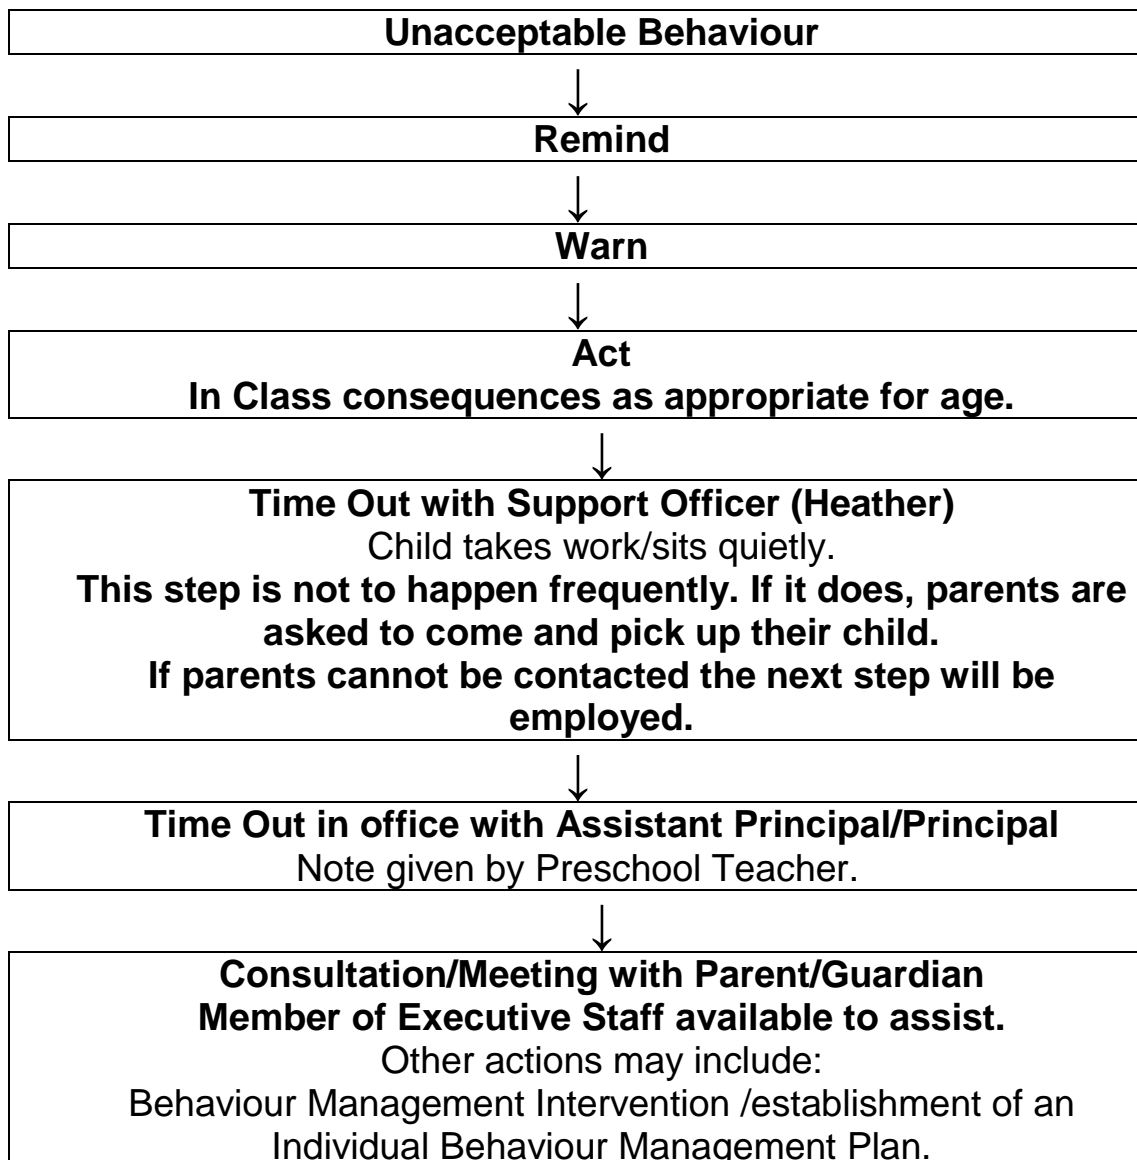 Unacceptable Behaviour
↓
Remind
↓
Warn
↓
Act
In Class consequences as appropriate for age.
↓
Time Out with Support Officer (Heather)
Child takes work/sits quietly.
This step is not to happen frequently. If it does, parents are
asked to come and pick up their child.
If parents cannot be contacted the next step will be
employed.
↓
Time Out in office with Assistant Principal/Principal
Note given by Preschool Teacher.
↓
Consultation/Meeting with Parent/Guardian
Member of Executive Staff available to assist.
Other actions may include:
Behaviour Management Intervention /establishment of an
Individual Behaviour Management Plan.